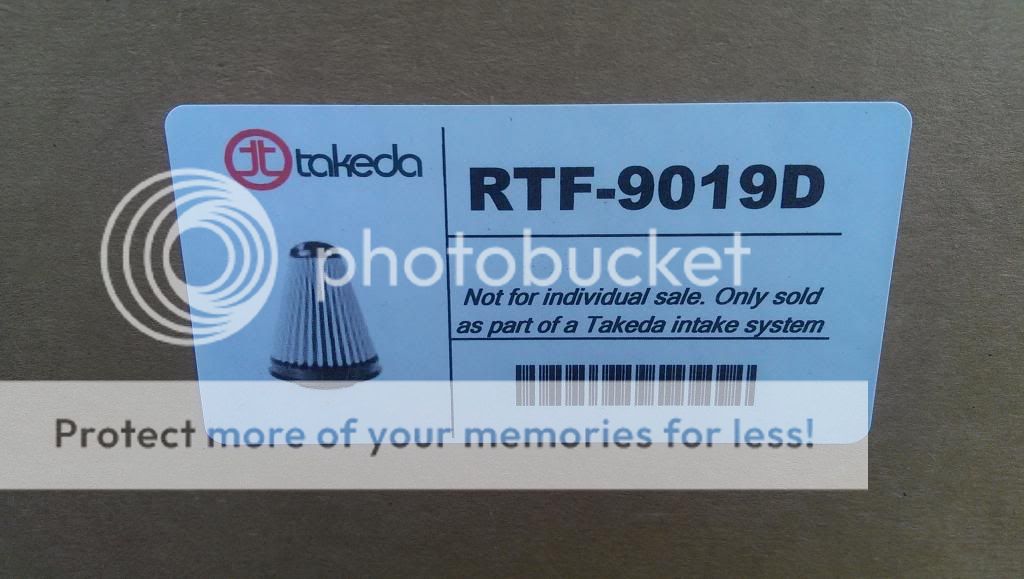 takeda
RTF-9019D
photobucket
Not for individual sale. Only sold
as part of a Takeda intake system
Protect more of your memories for less!